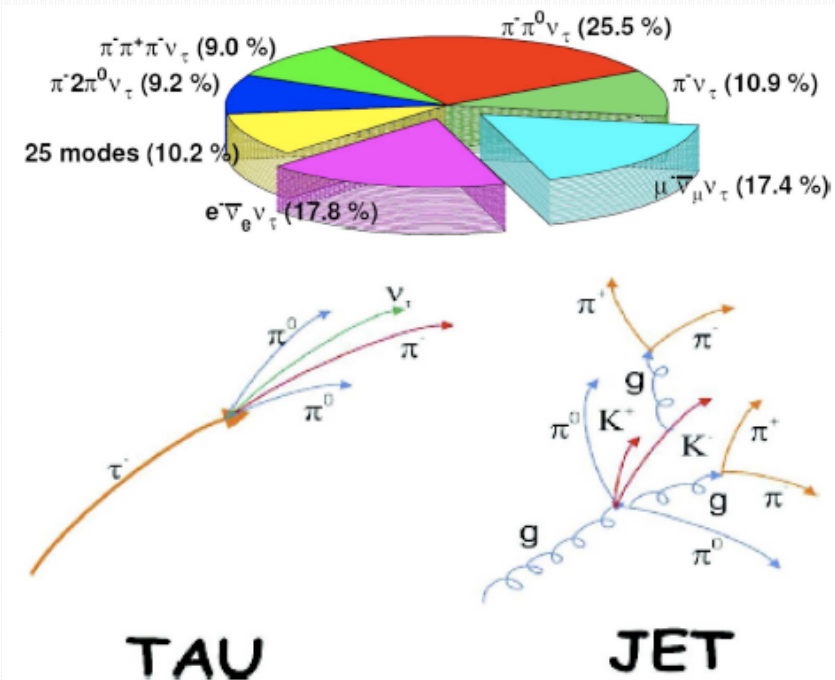 π⁻π⁰ν_τ (25.5 %)
π⁻π⁺π⁻ν_τ (9.0 %)
π⁻2π⁰ν_τ (9.2 %)
π⁻ν_τ (10.9 %)
25 modes (10.2 %)
μ⁻ν̅_μν_τ (17.4 %)
e⁻ν̅_eν_τ (17.8 %)
π⁰
ν_τ
π⁻
π⁰
τ⁻
π⁺
π⁻
g
π⁰
K⁺
K⁻
π⁺
g
π⁻
g
π⁰
TAU
JET